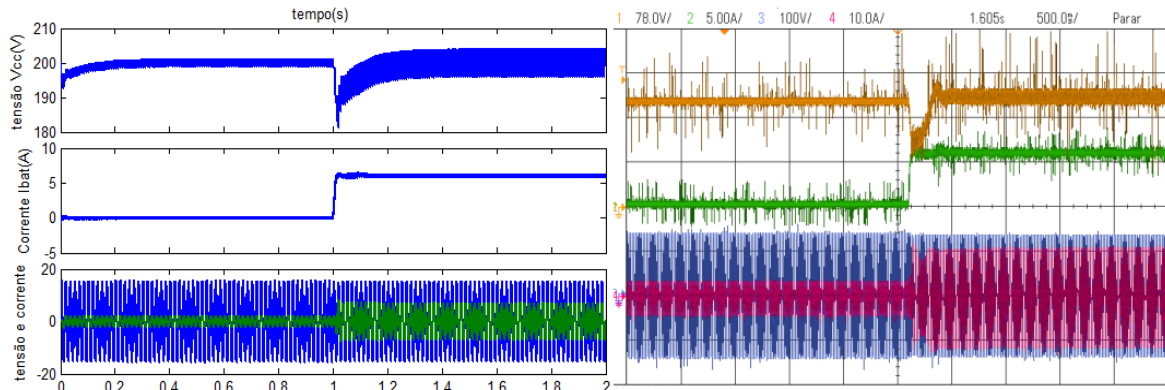 tempo(s)
tensão Vcc(V)
210
200
190
180
Corrente Ibat(A)
10
5
0
-5
tensão e corrente
20
0
-20
0 0.2 0.4 0.6 0.8 1 1.2 1.4 1.6 1.8 2
1 78.0V/ 2 5.00A/ 3 100V/ 4 10.0A/ 1.605s 500.0ms/ Parar